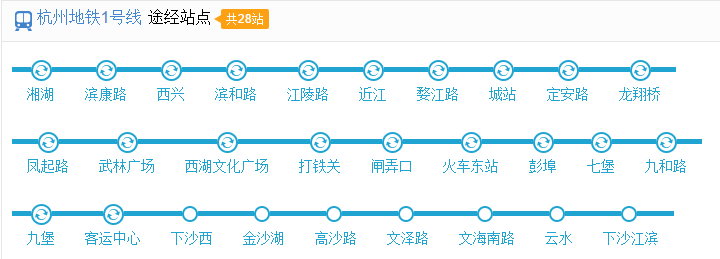 杭州地铁1号线 途经站点 共28站
湘湖 滨康路 西兴 滨和路 江陵路 近江 婺江路 城站 定安路 龙翔桥
凤起路 武林广场 西湖文化广场 打铁关 闸弄口 火车东站 彭埠 七堡 九和路
九堡 客运中心 下沙西 金沙湖 高沙路 文泽路 文海南路 云水 下沙江滨